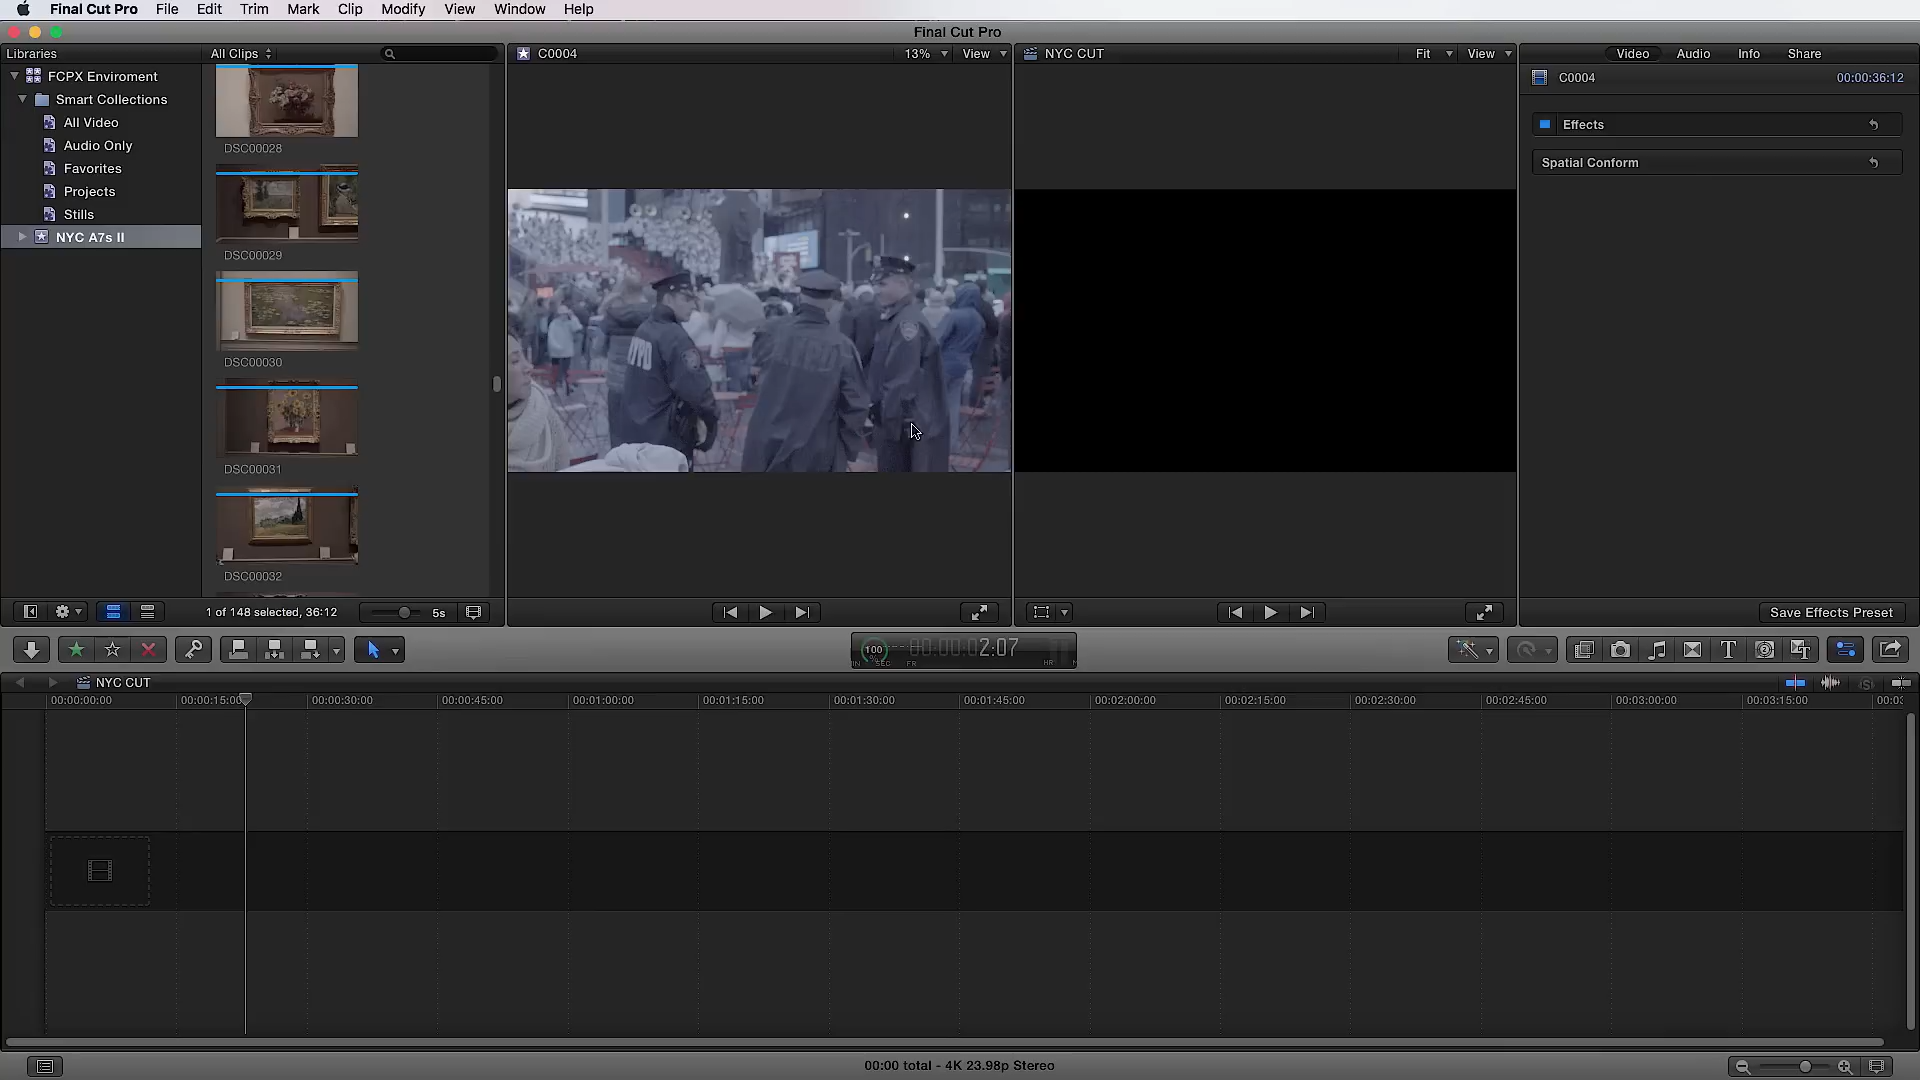 Final Cut Pro File Edit Trim Mark Clip Modify View Window Help
Final Cut Pro
Libraries
All Clips
C0004
13%
View
NYC CUT
Fit
View
Video
Audio
Info
Share
FCPX Enviroment
Smart Collections
All Video
Audio Only
Favorites
Projects
Stills
NYC A7s II
DSC00028
DSC00029
DSC00030
DSC00031
DSC00032
C0004
00:00:36:12
Effects
Spatial Conform
1 of 148 selected, 36:12
5s
Save Effects Preset
100
%
2:07
SEC FR HR
NYC CUT
00:00:00:00 00:00:15:00 00:00:30:00 00:00:45:00 00:01:00:00 00:01:15:00 00:01:30:00 00:01:45:00 00:02:00:00 00:02:15:00 00:02:30:00 00:02:45:00 00:03:00:00 00:03:15:00
00:00 total - 4K 23.98p Stereo